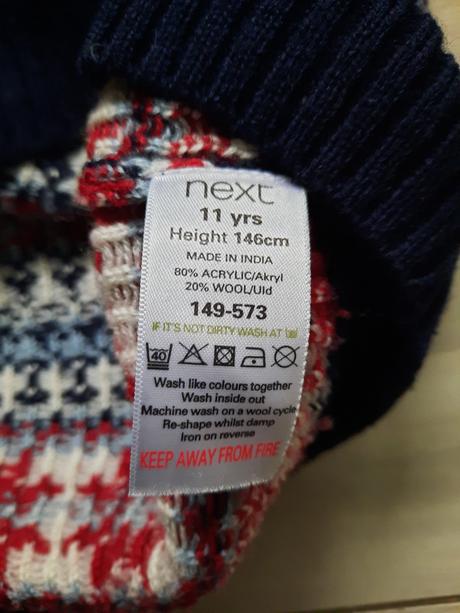 next
11 yrs
Height 146cm
MADE IN INDIA
80% ACRYLIC/Akryl
20% WOOL/Uld
149-573
IF IT'S NOT DIRTY WASH AT
40
Wash like colours together
Wash inside out
Machine wash on a wool cycle
Re-shape whilst damp
Iron on reverse
KEEP AWAY FROM FIRE